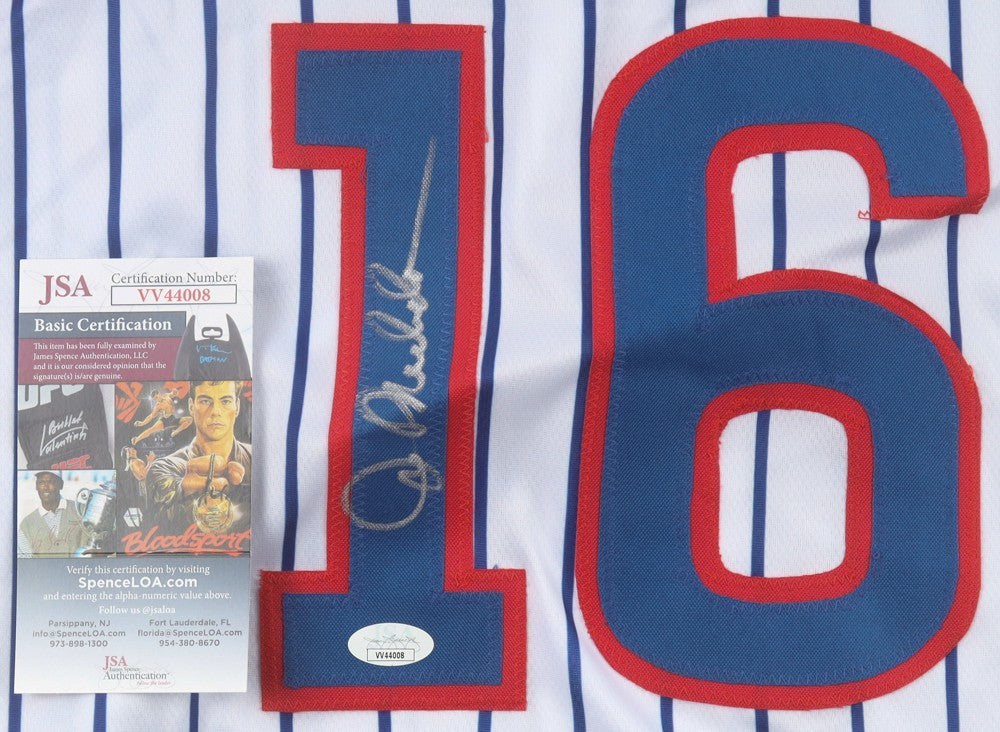 JSA
Certification Number:
VV44008
Basic Certification
This item has been fully examined by
James Spence Authentication, LLC
and it is our considered opinion that the
signature(s) is/are genuine.
UFC
Bloodsport
Verify this certification by visiting
SpenceLOA.com
and entering the alpha-numeric value above.
Follow us @jsaloa
Parsippany, NJ
info@SpenceLOA.com
973-898-1300
Fort Lauderdale, FL
florida@SpenceLOA.com
954-380-8670
JSA
James Spence
Authentication
16
VV44008